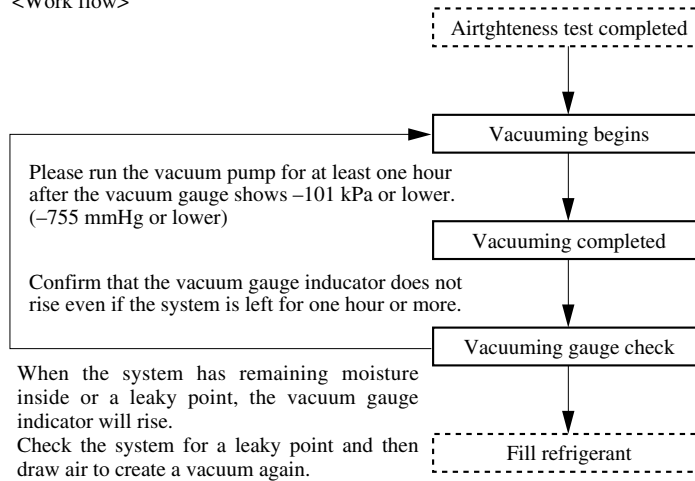 <Work flow>
Airtghteness test completed
Vacuuming begins
Please run the vacuum pump for at least one hour
after the vacuum gauge shows –101 kPa or lower.
(–755 mmHg or lower)
Vacuuming completed
Confirm that the vacuum gauge inducator does not
rise even if the system is left for one hour or more.
Vacuuming gauge check
When the system has remaining moisture
inside or a leaky point, the vacuum gauge
indicator will rise.
Check the system for a leaky point and then
draw air to create a vacuum again.
Fill refrigerant